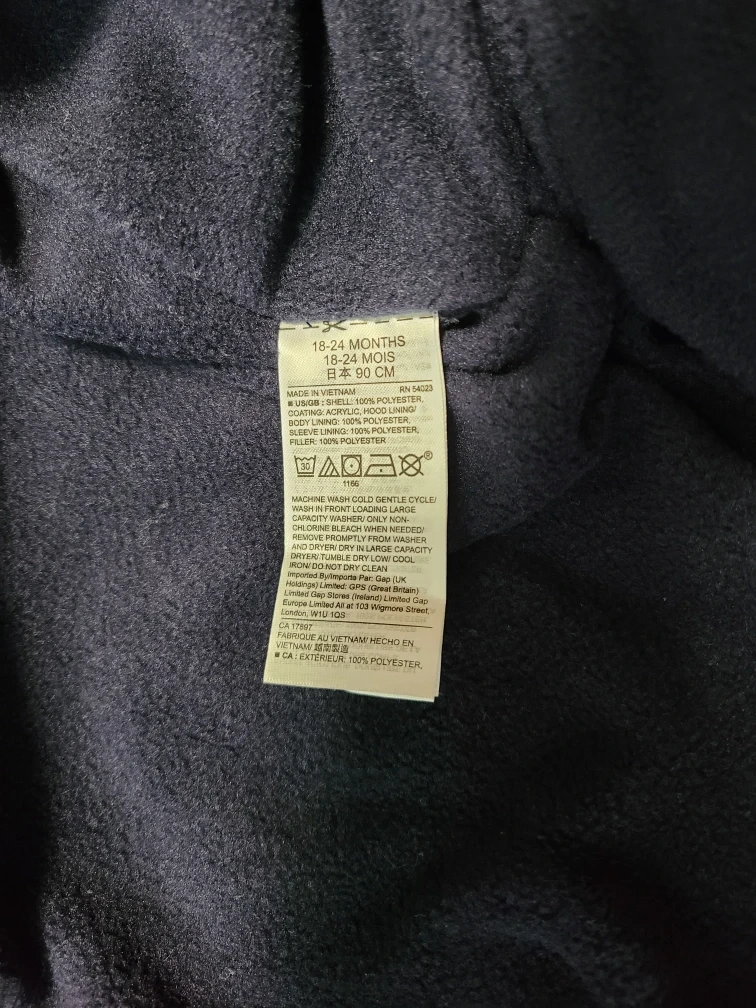 18-24 MONTHS
18-24 MOIS
日本 90 CM
MADE IN VIETNAM RN 54023
■ US/GB : SHELL: 100% POLYESTER,
COATING: ACRYLIC, HOOD LINING/
BODY LINING: 100% POLYESTER,
SLEEVE LINING: 100% POLYESTER,
FILLER: 100% POLYESTER
30 ®
1166
MACHINE WASH COLD GENTLE CYCLE/
WASH IN FRONT LOADING LARGE
CAPACITY WASHER/ ONLY NON-
CHLORINE BLEACH WHEN NEEDED/
REMOVE PROMPTLY FROM WASHER
AND DRYER/ DRY IN LARGE CAPACITY
DRYER/ TUMBLE DRY LOW/ COOL
IRON/ DO NOT DRY CLEAN
Imported By/Imports Par: Gap (UK
Holdings) Limited: GPS (Great Britain)
Limited Gap Stores (Ireland) Limited Gap
Europe Limited All at 103 Wigmore Street,
London, W1U 1QS
CA 17897
FABRIQUE AU VIETNAM/ HECHO EN
VIETNAM/ 越南製造
■ CA : EXTÉRIEUR: 100% POLYESTER,